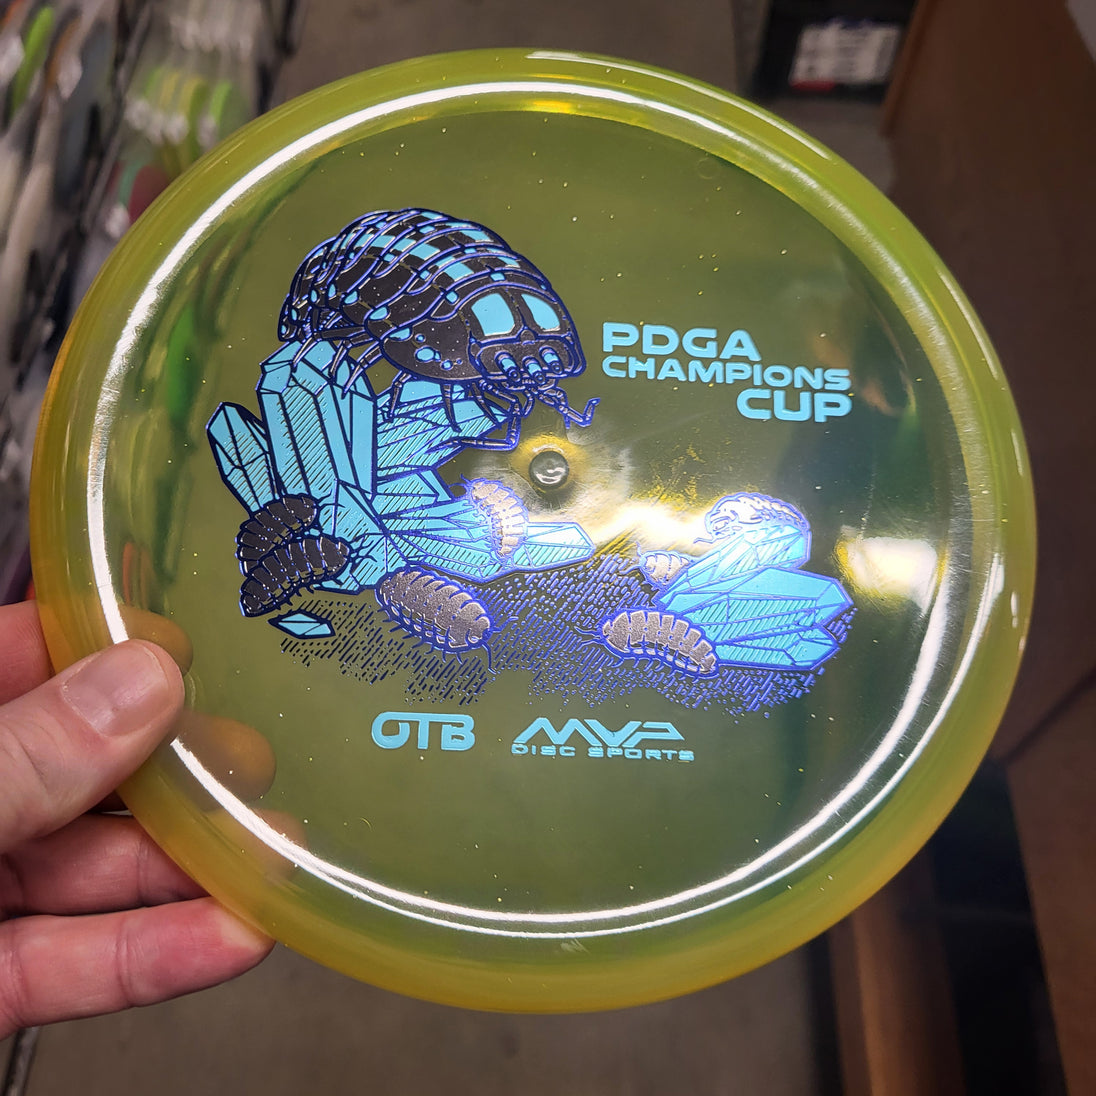 PDGA
CHAMPIONS
CUP
OTB
MVP
DISC SPORTS